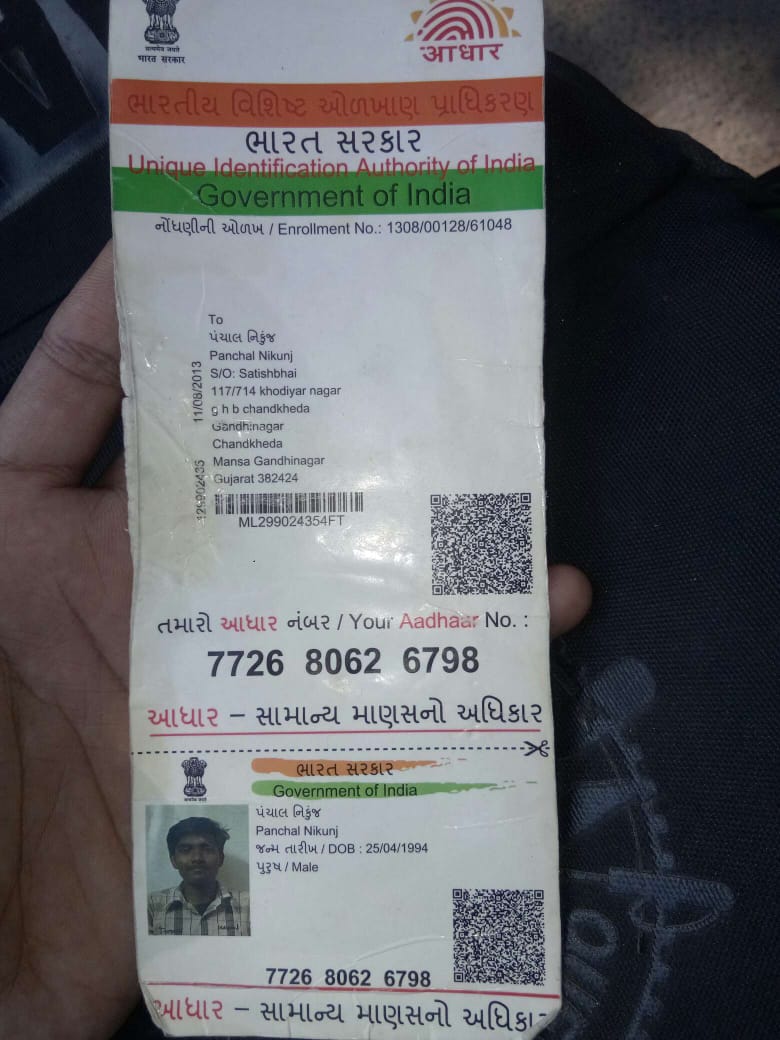 सत्यमेव जयते
भारत सरकार
आधार
ભારતીય વિશિષ્ટ ઓળખાણ પ્રાધિકરણ
ભારત સરકાર
Unique Identification Authority of India
Government of India
નોંધણીની ઓળખ / Enrollment No.: 1308/00128/61048
To
પંચાલ નિકુંજ
Panchal Nikunj
S/O: Satishbhai
117/714 khodiyar nagar
g h b chandkheda
Gandhinagar
Chandkheda
Mansa Gandhinagar
Gujarat 382424
11/08/2013
ML299024354FT
તમારો આધાર નંબર / Your Aadhaar No. :
7726 8062 6798
આધાર – સામાન્ય માણસનો અધિકાર
ભારત સરકાર
Government of India
પંચાલ નિકુંજ
Panchal Nikunj
જન્મ તારીખ / DOB : 25/04/1994
પુરુષ / Male
7726 8062 6798
આધાર – સામાન્ય માણસનો અધિકાર